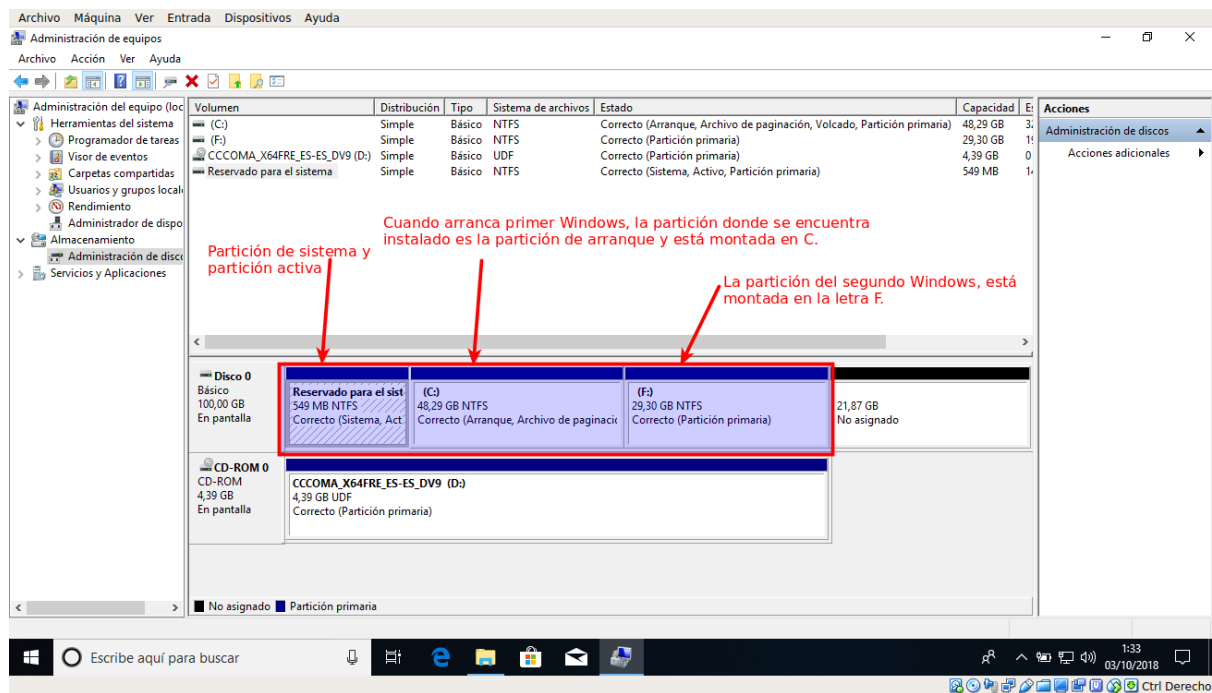 Archivo Máquina Ver Entrada Dispositivos Ayuda
Administración de equipos
Archivo Acción Ver Ayuda
Administración del equipo (loc
Herramientas del sistema
Programador de tareas
Visor de eventos
Carpetas compartidas
Usuarios y grupos local
Rendimiento
Administrador de dispo
Almacenamiento
Administración de disc
Servicios y Aplicaciones
Volumen Distribución Tipo Sistema de archivos Estado Capacidad
(C:) Simple Básico NTFS Correcto (Arranque, Archivo de paginación, Volcado, Partición primaria) 48,29 GB
(F:) Simple Básico NTFS Correcto (Partición primaria) 29,30 GB
CCCOMA_X64FRE_ES-ES_DV9 (D:) Simple Básico UDF Correcto (Partición primaria) 4,39 GB 0
Reservado para el sistema Simple Básico NTFS Correcto (Sistema, Activo, Partición primaria) 549 MB
Acciones
Administración de discos
Acciones adicionales
Partición de sistema y
partición activa
Cuando arranca primer Windows, la partición donde se encuentra
instalado es la partición de arranque y está montada en C.
La partición del segundo Windows, está
montada en la letra F.
Disco 0
Básico
100,00 GB
En pantalla
Reservado para el sist
549 MB NTFS
Correcto (Sistema, Act
(C:)
48,29 GB NTFS
Correcto (Arranque, Archivo de paginació
(F:)
29,30 GB NTFS
Correcto (Partición primaria)
21,87 GB
No asignado
CD-ROM 0
CD-ROM
4,39 GB
En pantalla
CCCOMA_X64FRE_ES-ES_DV9 (D:)
4,39 GB UDF
Correcto (Partición primaria)
No asignado Partición primaria
Escribe aquí para buscar
1:33
03/10/2018
Ctrl Derecho